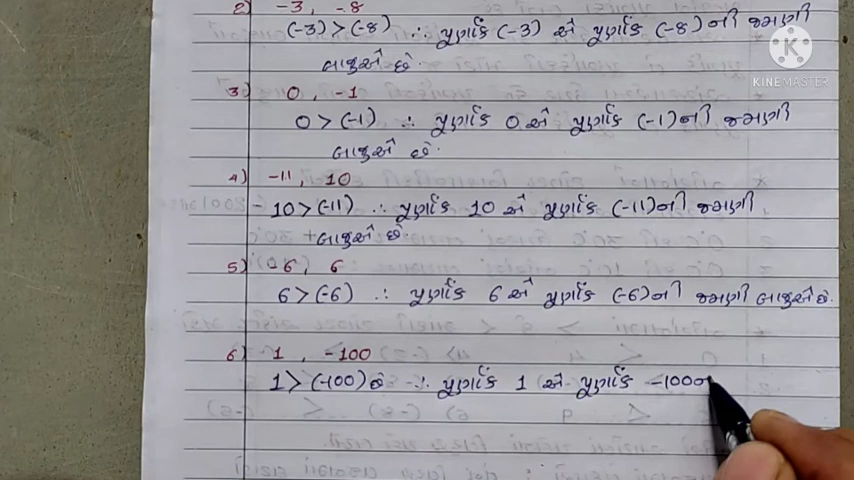 2) -3, -8
(-3) > (-8) ∴ પૂર્ણાંક (-3) એ પૂર્ણાંક (-8) ની જમણી
બાજુએ છે.
3) 0, -1
0 > (-1) ∴ પૂર્ણાંક 0 એ પૂર્ણાંક (-1) ની જમણી
બાજુએ છે.
4) -11, 10
10 > (-11) ∴ પૂર્ણાંક 10 એ પૂર્ણાંક (-11) ની જમણી
બાજુએ છે.
5) -6, 6
6 > (-6) ∴ પૂર્ણાંક 6 એ પૂર્ણાંક (-6) ની જમણી બાજુએ છે.
6) 1, -100
1 > (-100) છે ∴ પૂર્ણાંક 1 એ પૂર્ણાંક -100
K
KINEMASTER